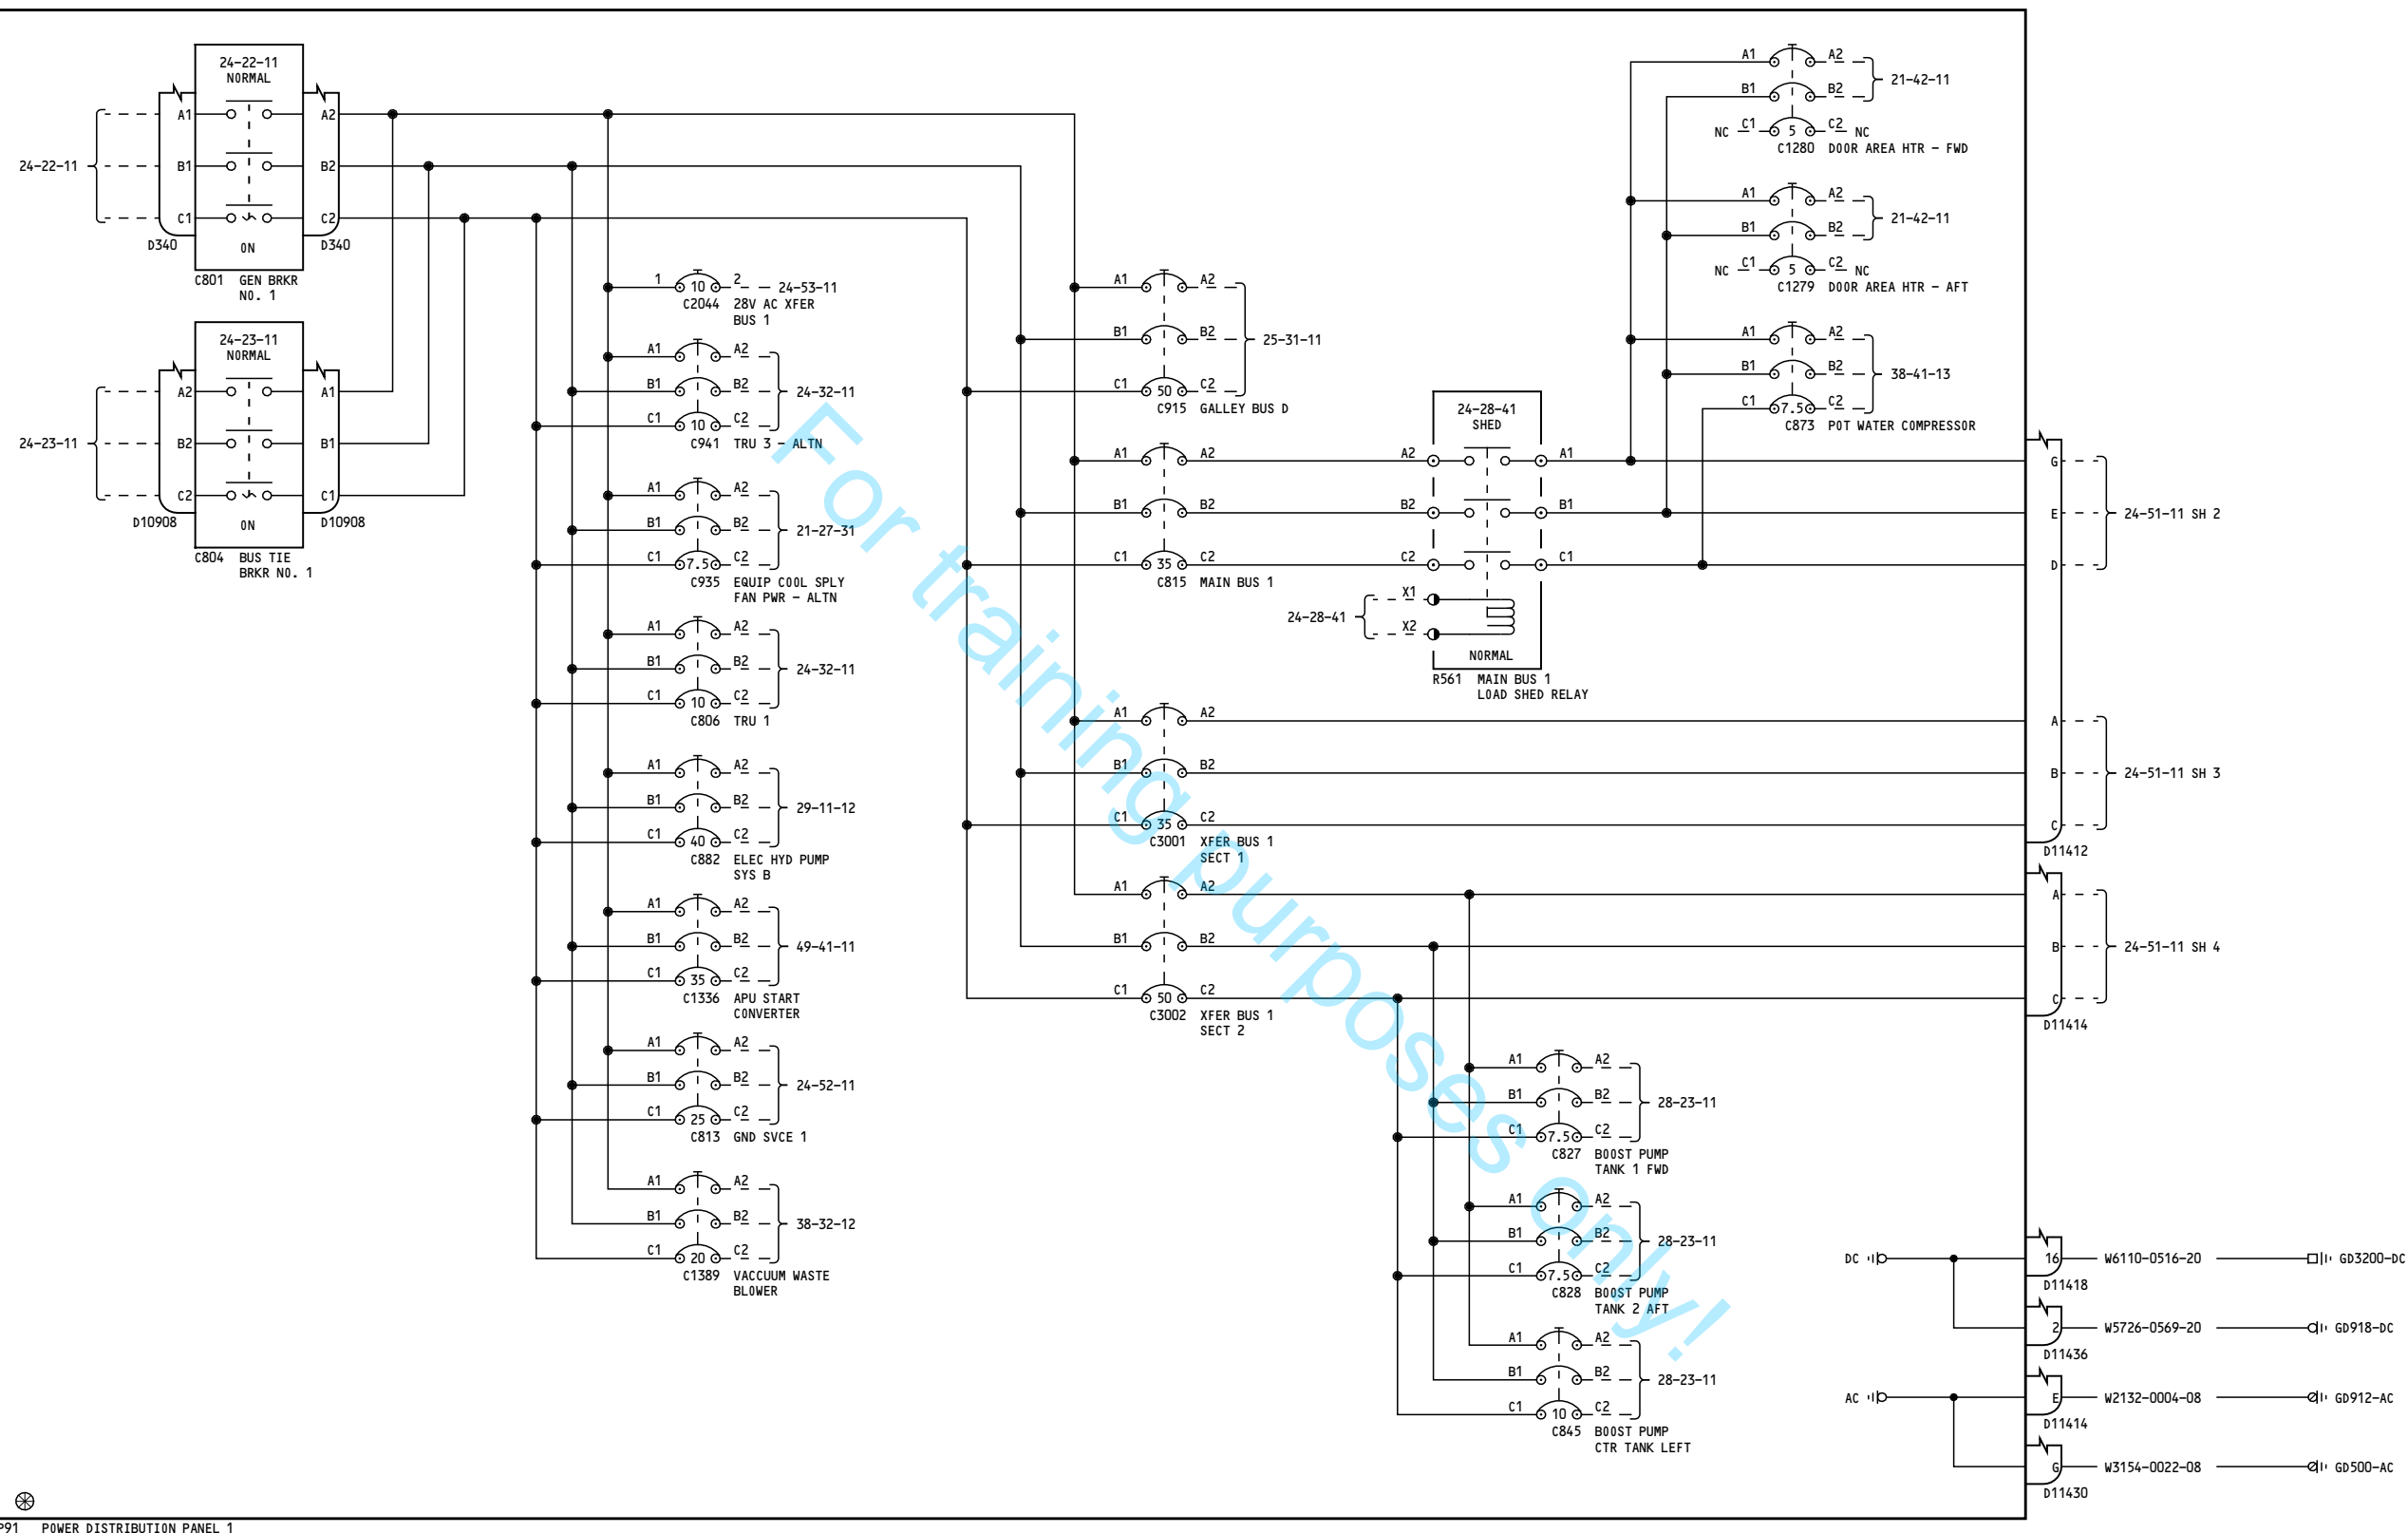 24-22-11
NORMAL
24-22-11
A1 A2
B1 B2
C1 C2
D340 ON D340
C801 GEN BRKR
NO. 1
24-23-11
NORMAL
24-23-11
A2 A1
B2 B1
C2 C1
D10908 ON D10908
C804 BUS TIE
BRKR NO. 1
1 10 2 24-53-11
C2044 28V AC XFER
BUS 1
A1 A2
B1 B2 24-32-11
C1 10 C2
C941 TRU 3 - ALTN
A1 A2
B1 B2 21-27-31
C1 7.5 C2
C935 EQUIP COOL SPLY
FAN PWR - ALTN
A1 A2
B1 B2 24-32-11
C1 10 C2
C806 TRU 1
A1 A2
B1 B2 29-11-12
C1 40 C2
C882 ELEC HYD PUMP
SYS B
A1 A2
B1 B2 49-41-11
C1 35 C2
C1336 APU START
CONVERTER
A1 A2
B1 B2 24-52-11
C1 25 C2
C813 GND SVCE 1
A1 A2
B1 B2 38-32-12
C1 20 C2
C1389 VACCUUM WASTE
BLOWER
A1 A2
B1 B2 25-31-11
C1 50 C2
C915 GALLEY BUS D
A1 A2
B1 B2
C1 35 C2
C815 MAIN BUS 1
24-28-41
SHED
A2 A1
B2 B1
C2 C1
X1
24-28-41
X2
NORMAL
R561 MAIN BUS 1
LOAD SHED RELAY
A1 A2
B1 B2
C1 35 C2
C3001 XFER BUS 1
SECT 1
A1 A2
B1 B2
C1 50 C2
C3002 XFER BUS 1
SECT 2
A1 A2
B1 B2 28-23-11
C1 7.5 C2
C827 BOOST PUMP
TANK 1 FWD
A1 A2
B1 B2 28-23-11
C1 7.5 C2
C828 BOOST PUMP
TANK 2 AFT
A1 A2
B1 B2 28-23-11
C1 10 C2
C845 BOOST PUMP
CTR TANK LEFT
A1 A2
B1 B2 21-42-11
NC C1 5 C2 NC
C1280 DOOR AREA HTR - FWD
A1 A2
B1 B2 21-42-11
NC C1 5 C2 NC
C1279 DOOR AREA HTR - AFT
A1 A2
B1 B2 38-41-13
C1 7.5 C2
C873 POT WATER COMPRESSOR
G
E 24-51-11 SH 2
D
A
B 24-51-11 SH 3
C
D11412
A
B 24-51-11 SH 4
C
D11414
DC 16 W6110-0516-20 GD3200-DC
D11418
2 W5726-0569-20 GD918-DC
D11436
AC E W2132-0004-08 GD912-AC
D11414
G W3154-0022-08 GD500-AC
D11430
P91 POWER DISTRIBUTION PANEL 1
For training purposes only!